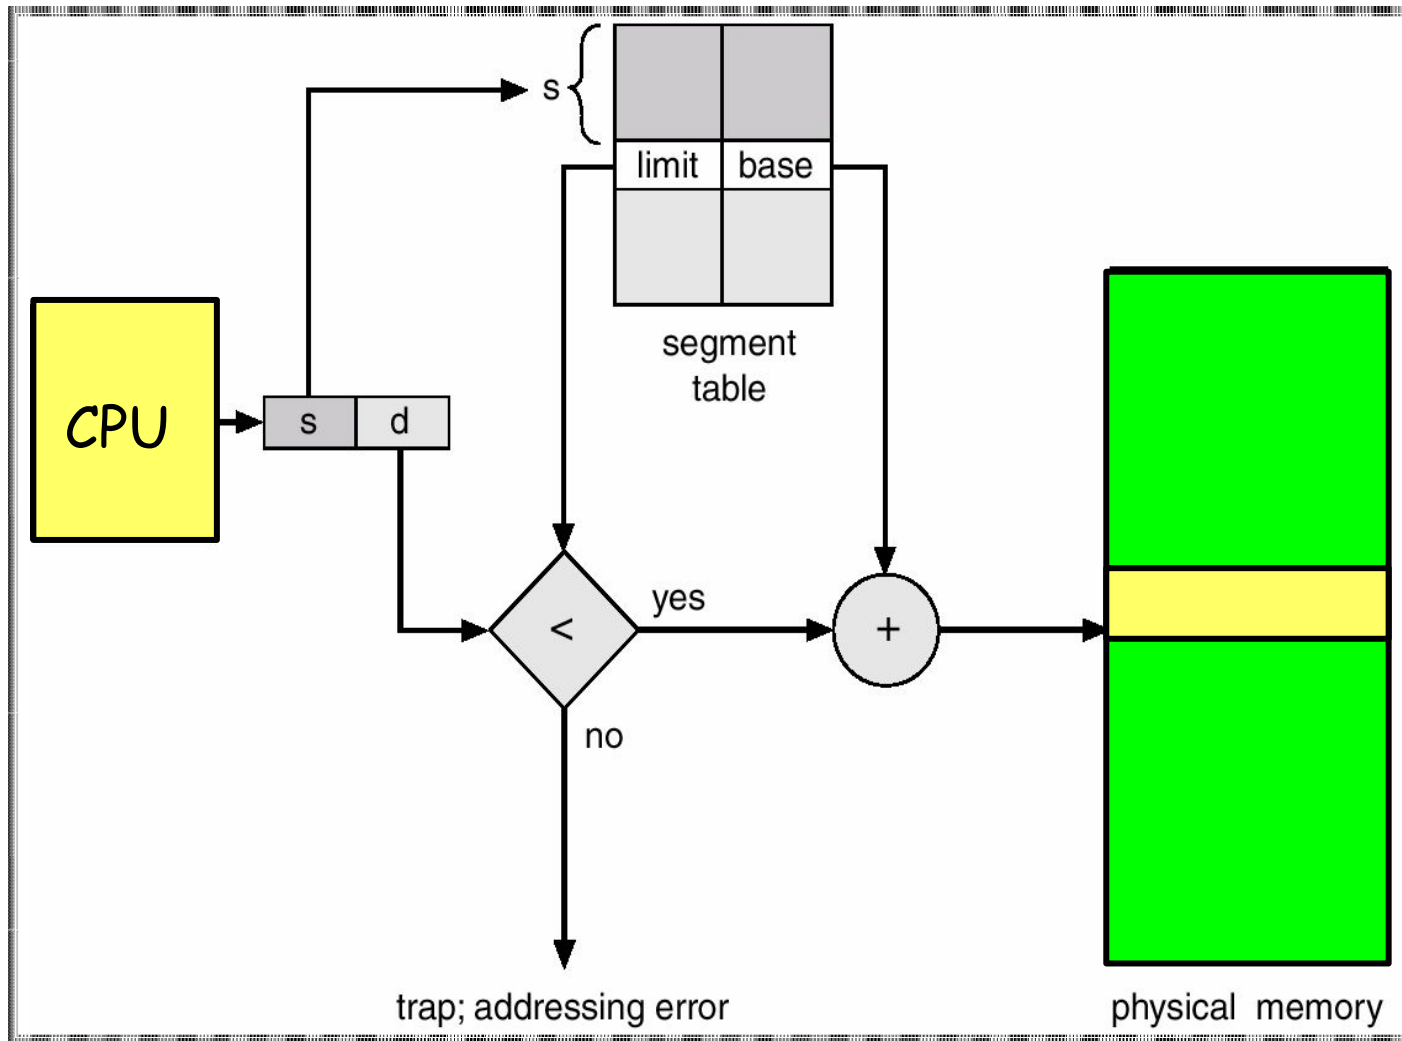 s
limit base
segment
table
CPU
s d
yes
<
+
no
trap; addressing error
physical memory